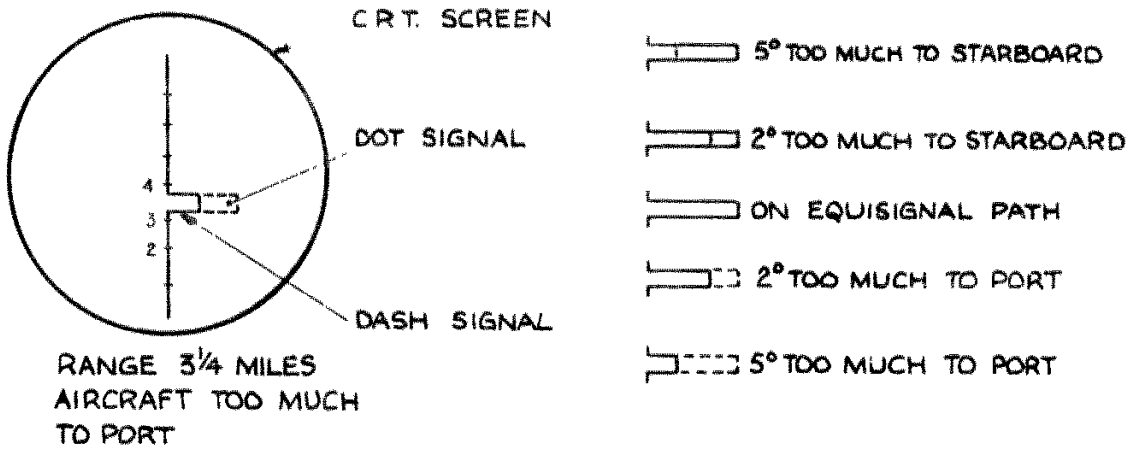 C R T. SCREEN
DOT SIGNAL
4
3
2
DASH SIGNAL
RANGE 3¼ MILES
AIRCRAFT TOO MUCH
TO PORT
5° TOO MUCH TO STARBOARD
2° TOO MUCH TO STARBOARD
ON EQUISIGNAL PATH
2° TOO MUCH TO PORT
5° TOO MUCH TO PORT